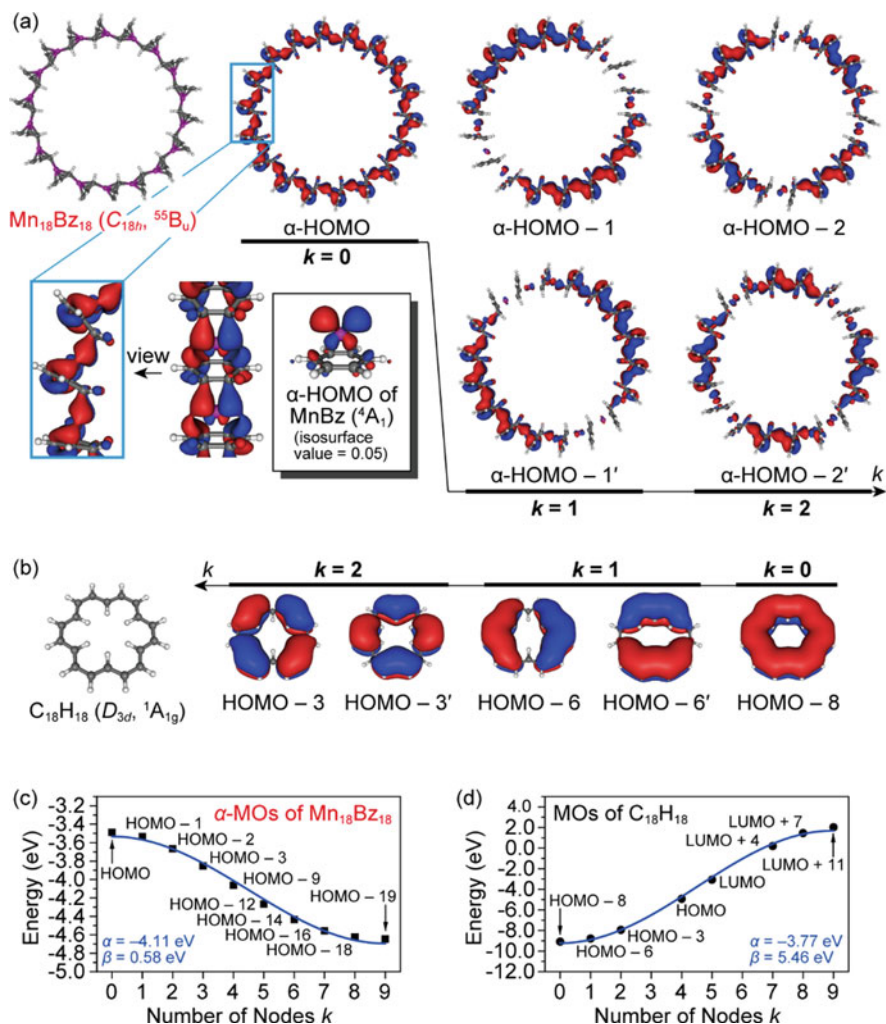 (a)
Mn18Bz18 (C18h, 55Bu)
α-HOMO
k = 0
α-HOMO – 1
α-HOMO – 2
view
α-HOMO of
MnBz (4A1)
(isosurface
value = 0.05)
α-HOMO – 1′
α-HOMO – 2′
k
k = 1
k = 2
(b)
k
k = 2
k = 1
k = 0
C18H18 (D3d, 1A1g)
HOMO – 3
HOMO – 3′
HOMO – 6
HOMO – 6′
HOMO – 8
(c)
α-MOs of Mn18Bz18
Energy (eV)
-3.2
-3.4
-3.6
-3.8
-4.0
-4.2
-4.4
-4.6
-4.8
-5.0
HOMO
HOMO – 1
HOMO – 2
HOMO – 3
HOMO – 9
HOMO – 12
HOMO – 14
HOMO – 16
HOMO – 18
HOMO – 19
α = –4.11 eV
β = 0.58 eV
0 1 2 3 4 5 6 7 8 9
Number of Nodes k
(d)
MOs of C18H18
Energy (eV)
4.0
2.0
0.0
-2.0
-4.0
-6.0
-8.0
-10.0
-12.0
HOMO – 8
HOMO – 6
HOMO – 3
HOMO
LUMO
LUMO + 4
LUMO + 7
LUMO + 11
α = –3.77 eV
β = 5.46 eV
0 1 2 3 4 5 6 7 8 9
Number of Nodes k